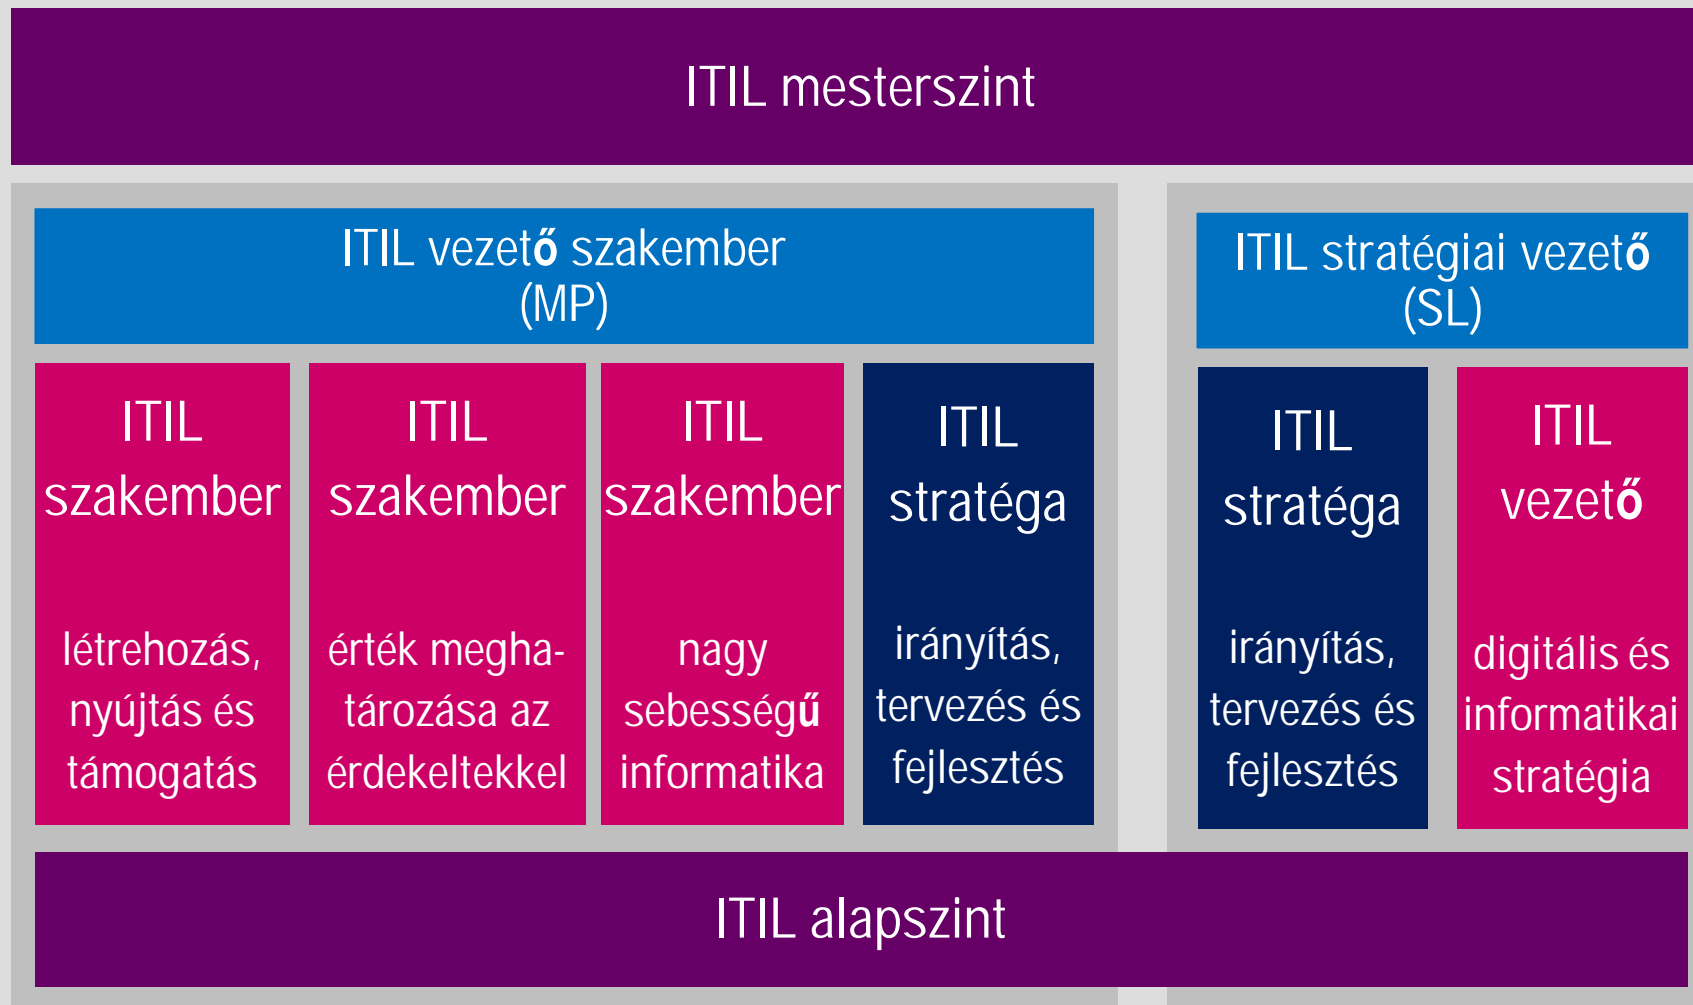 ITIL mesterszint
ITIL vezető szakember
(MP)
ITIL stratégiai vezető
(SL)
ITIL
szakember
létrehozás,
nyújtás és
támogatás
ITIL
szakember
érték megha-
tározása az
érdekeltekkel
ITIL
szakember
nagy
sebességű
informatika
ITIL
stratéga
irányítás,
tervezés és
fejlesztés
ITIL
stratéga
irányítás,
tervezés és
fejlesztés
ITIL
vezető
digitális és
informatikai
stratégia
ITIL alapszint